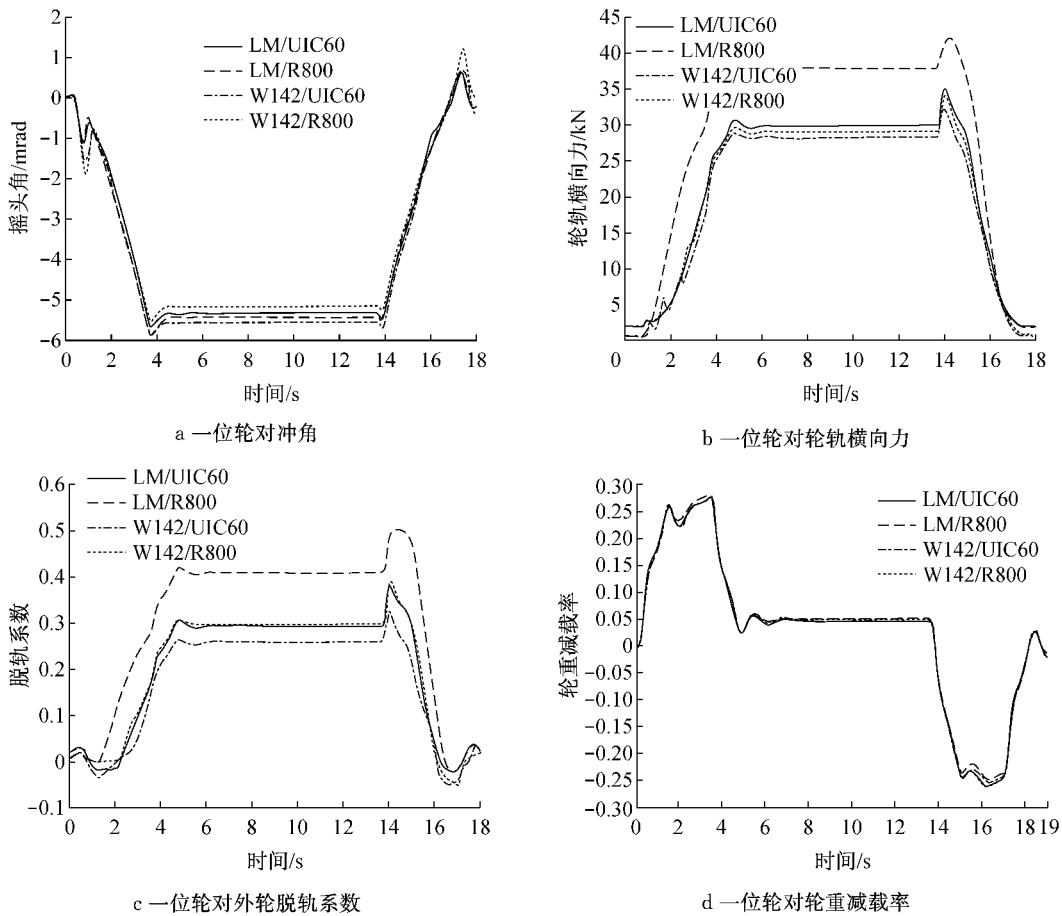 2
1
0
-1
-2
-3
-4
-5
-6
摇头角/mrad
LM/UIC60
LM/R800
W142/UIC60
W142/R800
0 2 4 6 8 10 12 14 16 18
时间/s
a 一位轮对冲角
45
40
35
30
25
20
15
10
5
轮轨横向力/kN
LM/UIC60
LM/R800
W142/UIC60
W142/R800
0 2 4 6 8 10 12 14 16 18
时间/s
b 一位轮对轮轨横向力
0.6
0.5
0.4
0.3
0.2
0.1
0
-0.1
脱轨系数
LM/UIC60
LM/R800
W142/UIC60
W142/R800
0 2 4 6 8 10 12 14 16 18
时间/s
c 一位轮对外轮脱轨系数
0.30
0.25
0.20
0.15
0.10
0.05
0
-0.05
-0.10
-0.15
-0.20
-0.25
-0.30
轮重减载率
LM/UIC60
LM/R800
W142/UIC60
W142/R800
0 2 4 6 8 10 12 14 16 18 19
时间/s
d 一位轮对轮重减载率